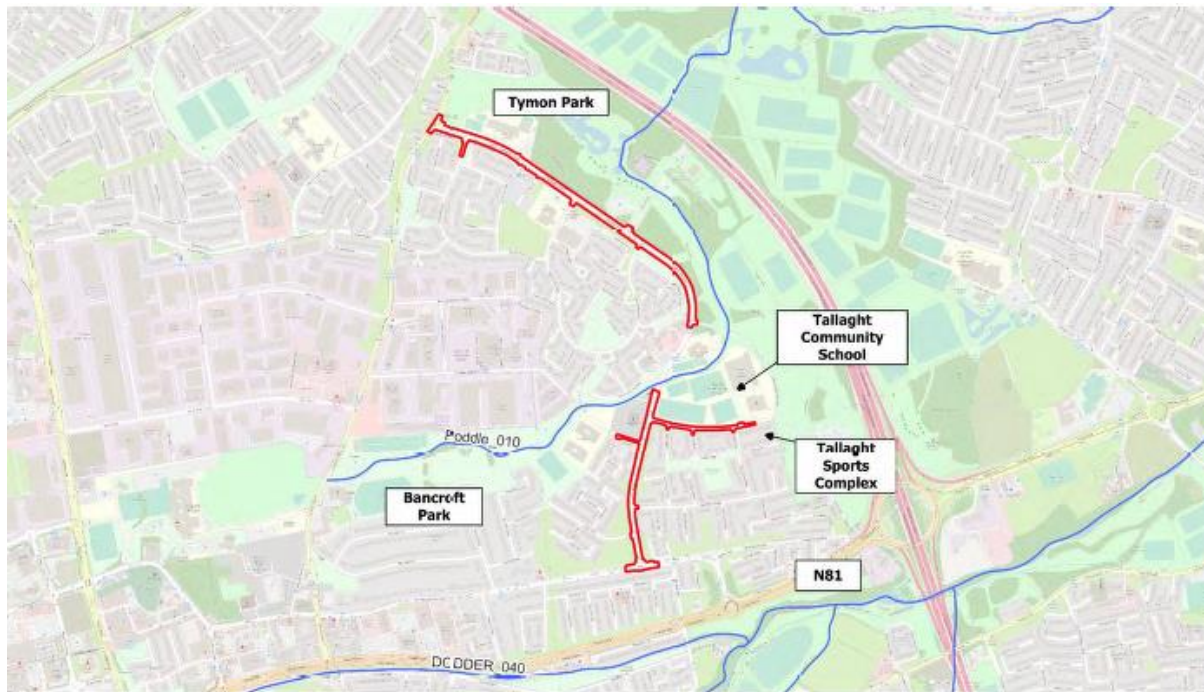 Tymon Park
Tallaght
Community
School
Poddle_010
Tallaght
Sports
Complex
Bancroft
Park
N81
DODDER_040